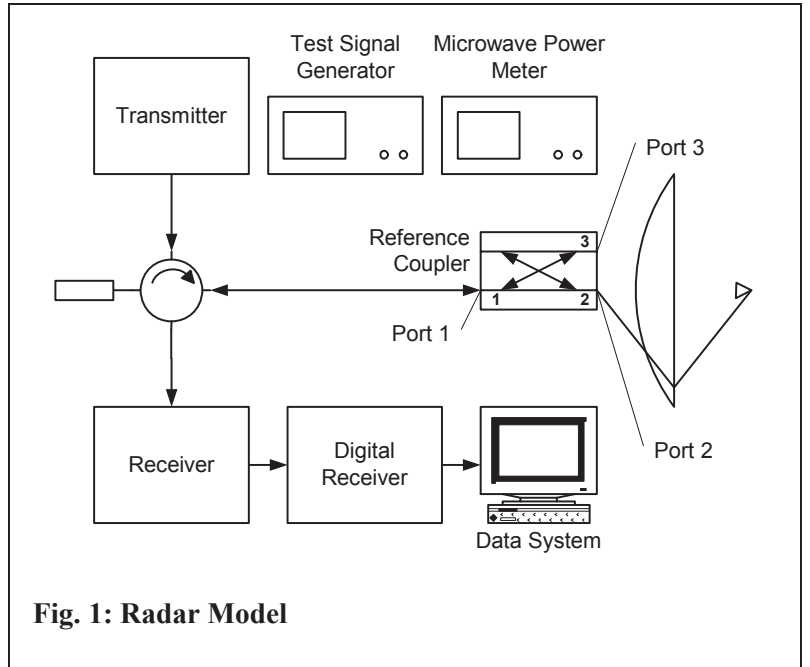 Test Signal
Generator
Microwave Power
Meter
Transmitter
Port 3
Reference
Coupler
3
1
2
Port 1
Port 2
Receiver
Digital
Receiver
Data System
Fig. 1: Radar Model